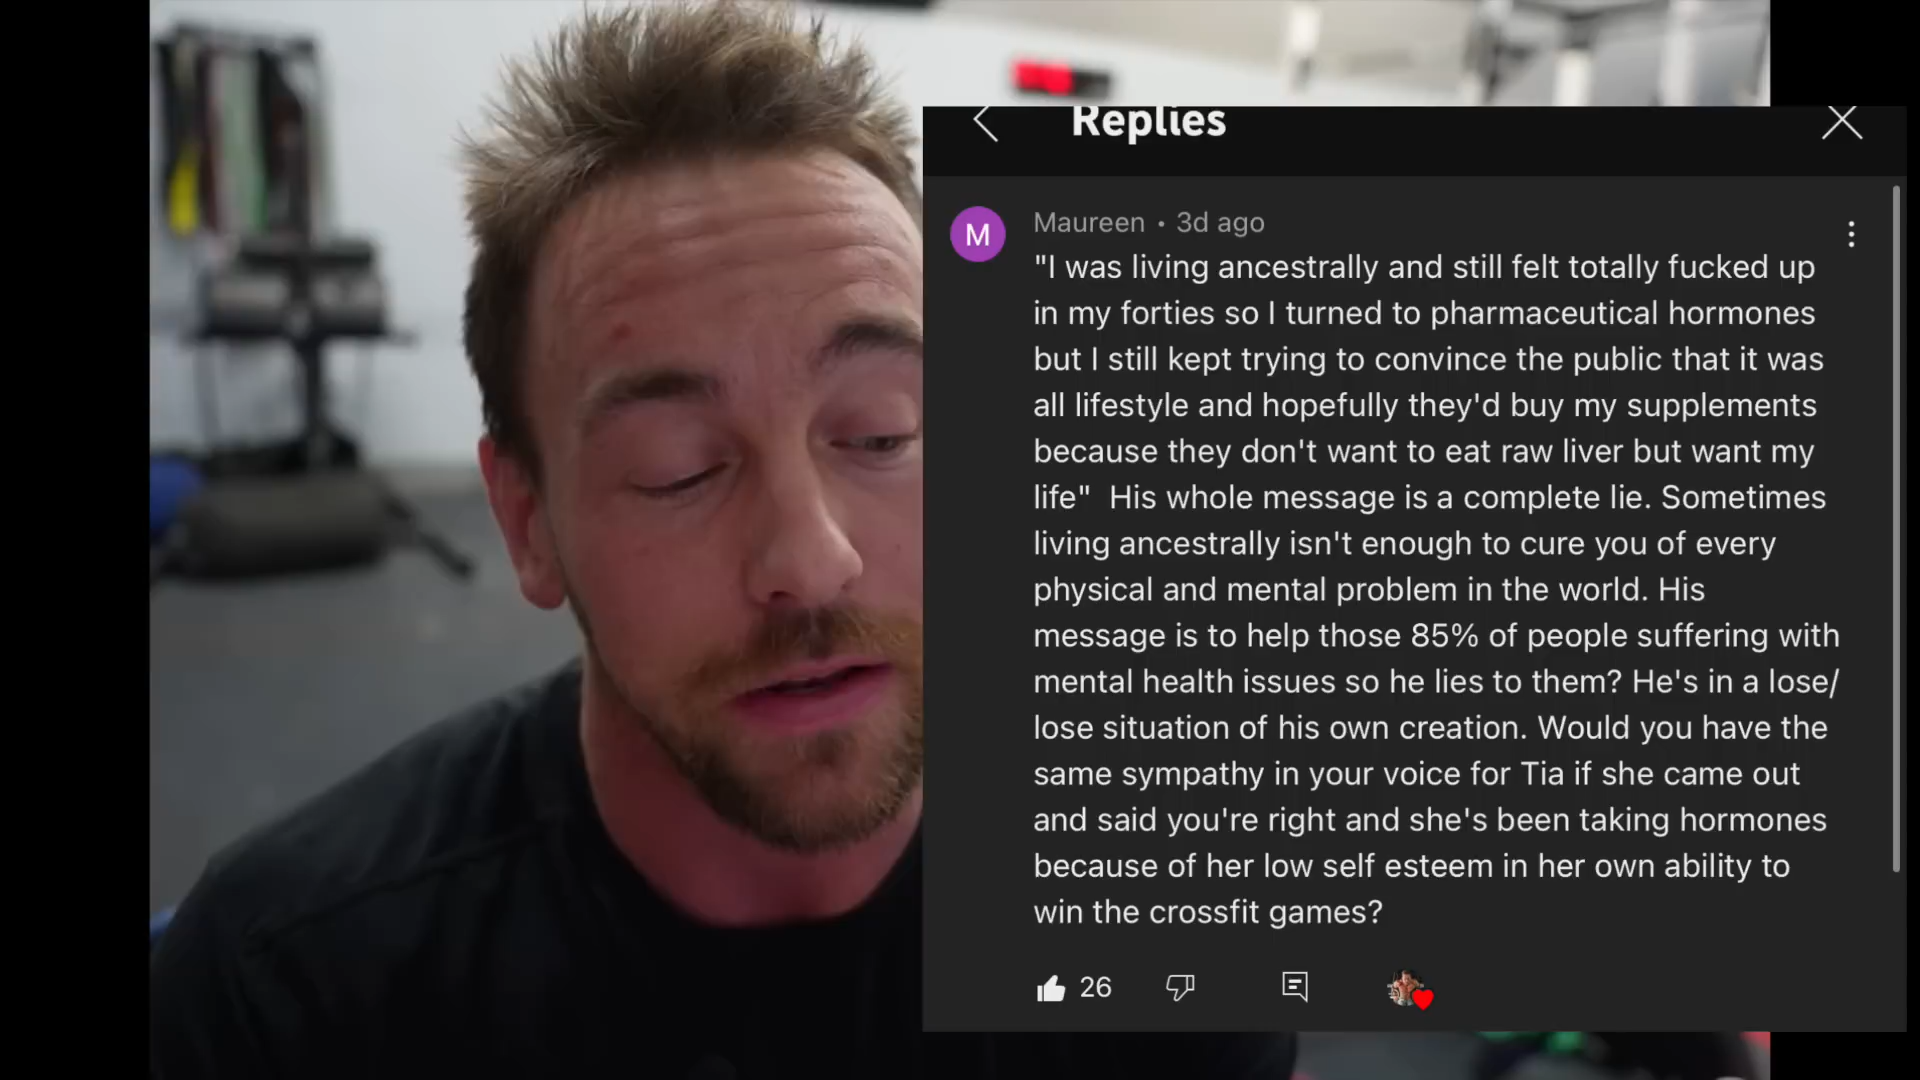 Replies
M
Maureen • 3d ago
"I was living ancestrally and still felt totally fucked up
in my forties so I turned to pharmaceutical hormones
but I still kept trying to convince the public that it was
all lifestyle and hopefully they'd buy my supplements
because they don't want to eat raw liver but want my
life"  His whole message is a complete lie. Sometimes
living ancestrally isn't enough to cure you of every
physical and mental problem in the world. His
message is to help those 85% of people suffering with
mental health issues so he lies to them? He's in a lose/
lose situation of his own creation. Would you have the
same sympathy in your voice for Tia if she came out
and said you're right and she's been taking hormones
because of her low self esteem in her own ability to
win the crossfit games?
26